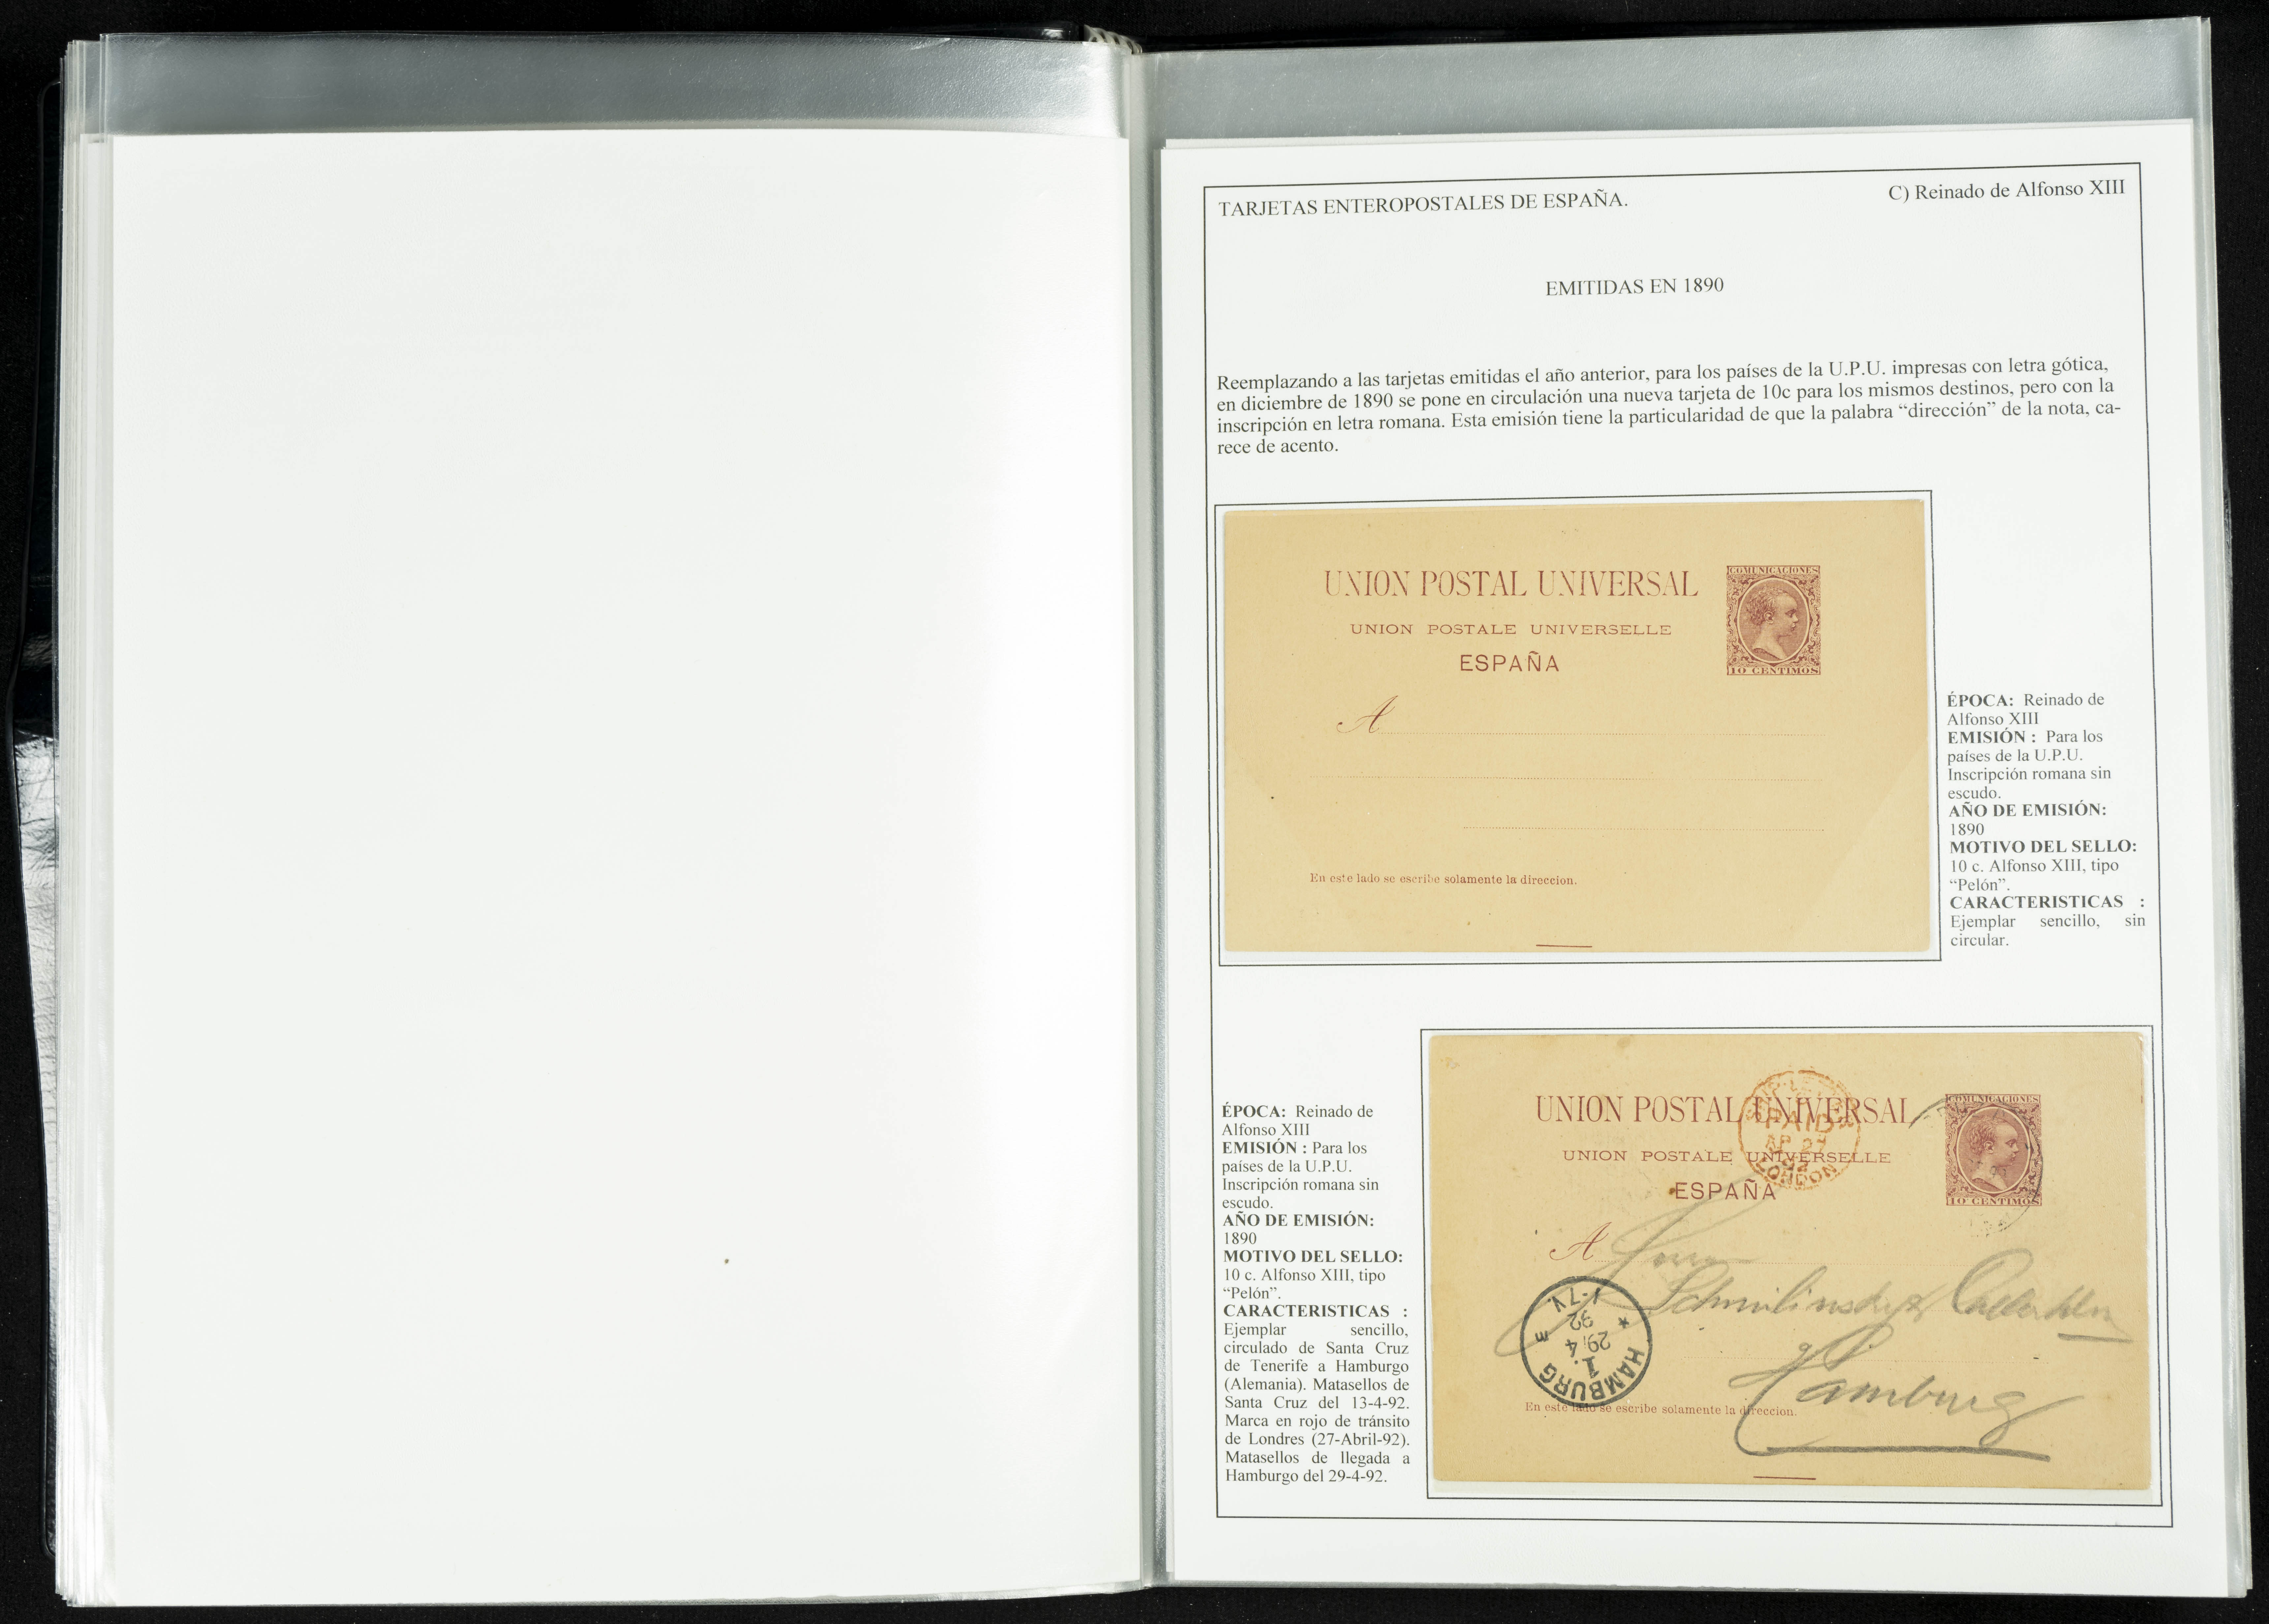 TARJETAS ENTEROPOSTALES DE ESPAÑA.
C) Reinado de Alfonso XIII
EMITIDAS EN 1890
Reemplazando a las tarjetas emitidas el año anterior, para los países de la U.P.U. impresas con letra gótica,
en diciembre de 1890 se pone en circulación una nueva tarjeta de 10c para los mismos destinos, pero con la
inscripción en letra romana. Esta emisión tiene la particularidad de que la palabra “dirección” de la nota, ca-
rece de acento.
UNION POSTAL UNIVERSAL
UNION POSTALE UNIVERSELLE
ESPAÑA
COMUNICACIONES
10 CENTIMOS
A
En este lado se escribe solamente la direccion.
ÉPOCA: Reinado de
Alfonso XIII
EMISIÓN : Para los
países de la U.P.U.
Inscripción romana sin
escudo.
AÑO DE EMISIÓN:
1890
MOTIVO DEL SELLO:
10 c. Alfonso XIII, tipo
“Pelón”.
CARACTERISTICAS :
Ejemplar sencillo, sin
circular.
ÉPOCA: Reinado de
Alfonso XIII
EMISIÓN : Para los
países de la U.P.U.
Inscripción romana sin
escudo.
AÑO DE EMISIÓN:
1890
MOTIVO DEL SELLO:
10 c. Alfonso XIII, tipo
“Pelón”.
CARACTERISTICAS :
Ejemplar sencillo,
circulado de Santa Cruz
de Tenerife a Hamburgo
(Alemania). Matasellos de
Santa Cruz del 13-4-92.
Marca en rojo de tránsito
de Londres (27-Abril-92).
Matasellos de llegada a
Hamburgo del 29-4-92.
UNION POSTAL UNIVERSAL
UNION POSTALE UNIVERSELLE
ESPAÑA
COMUNICACIONES
10 CENTIMOS
PAID
AP 27
92
LONDON
A
Hamburg
HAMBURG
1.
29/4
92
1-7V
En este lado se escribe solamente la direccion.